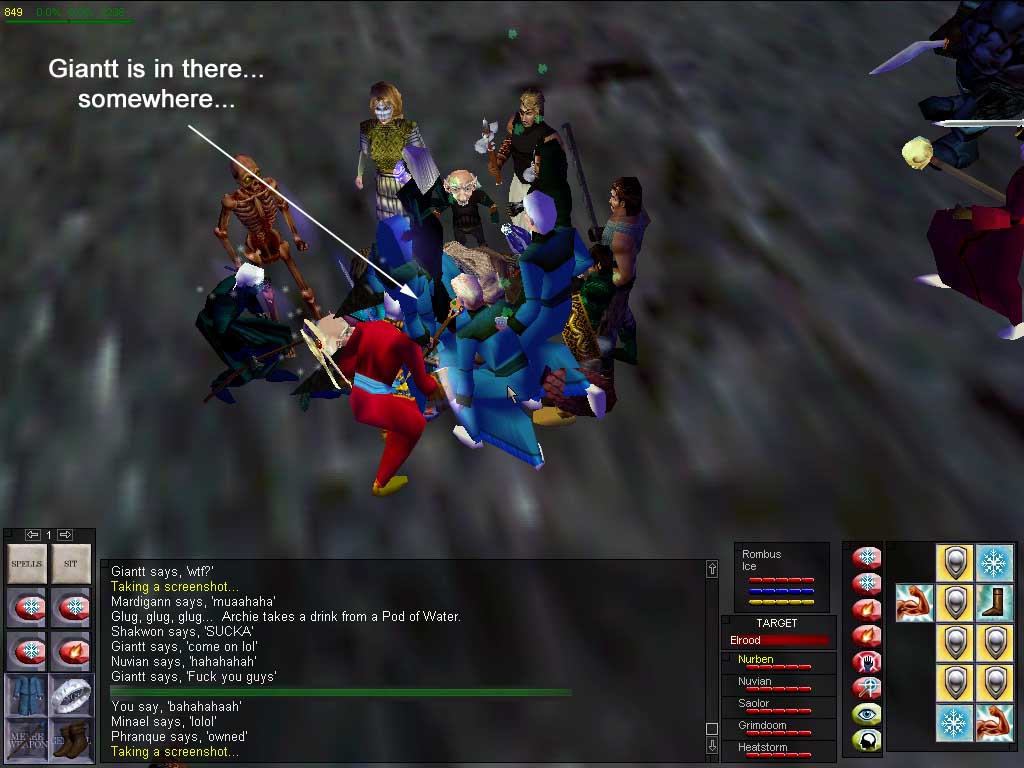 849 0.0%
Giantt is in there...
somewhere...
1
SPELLS SIT
Giantt says, 'wtf?'
Taking a screenshot...
Mardigann says, 'muaahaha'
Glug, glug, glug... Archie takes a drink from a Pod of Water.
Shakwon says, 'SUCKA'
Giantt says, 'come on lol'
Nuvian says, 'hahahahah'
Giantt says, 'Fuck you guys'
You say, 'bahahahaah'
Minael says, 'lolol'
Phranque says, 'owned'
Taking a screenshot...
Rombus
Ice
TARGET
Elrood
Nurben
Nuvian
Saolor
Grimdoom
Heatstorm